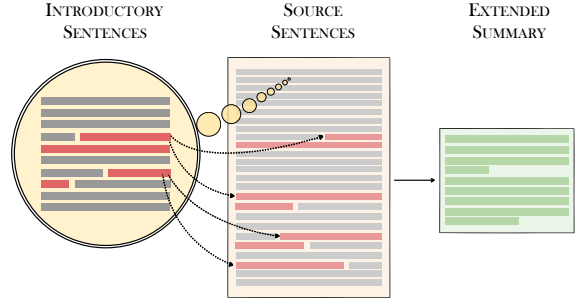 INTRODUCTORY
SENTENCES
SOURCE
SENTENCES
EXTENDED
SUMMARY